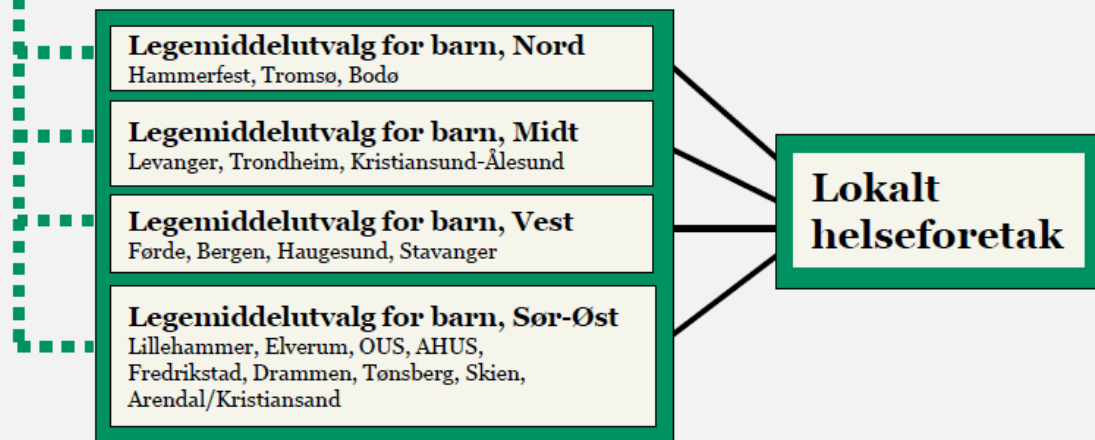 Legemiddelutvalg for barn, Nord
Hammerfest, Tromsø, Bodø
Legemiddelutvalg for barn, Midt
Levanger, Trondheim, Kristiansund-Ålesund
Legemiddelutvalg for barn, Vest
Førde, Bergen, Haugesund, Stavanger
Legemiddelutvalg for barn, Sør-Øst
Lillehammer, Elverum, OUS, AHUS,
Fredrikstad, Drammen, Tønsberg, Skien,
Arendal/Kristiansand
Lokalt
helseforetak